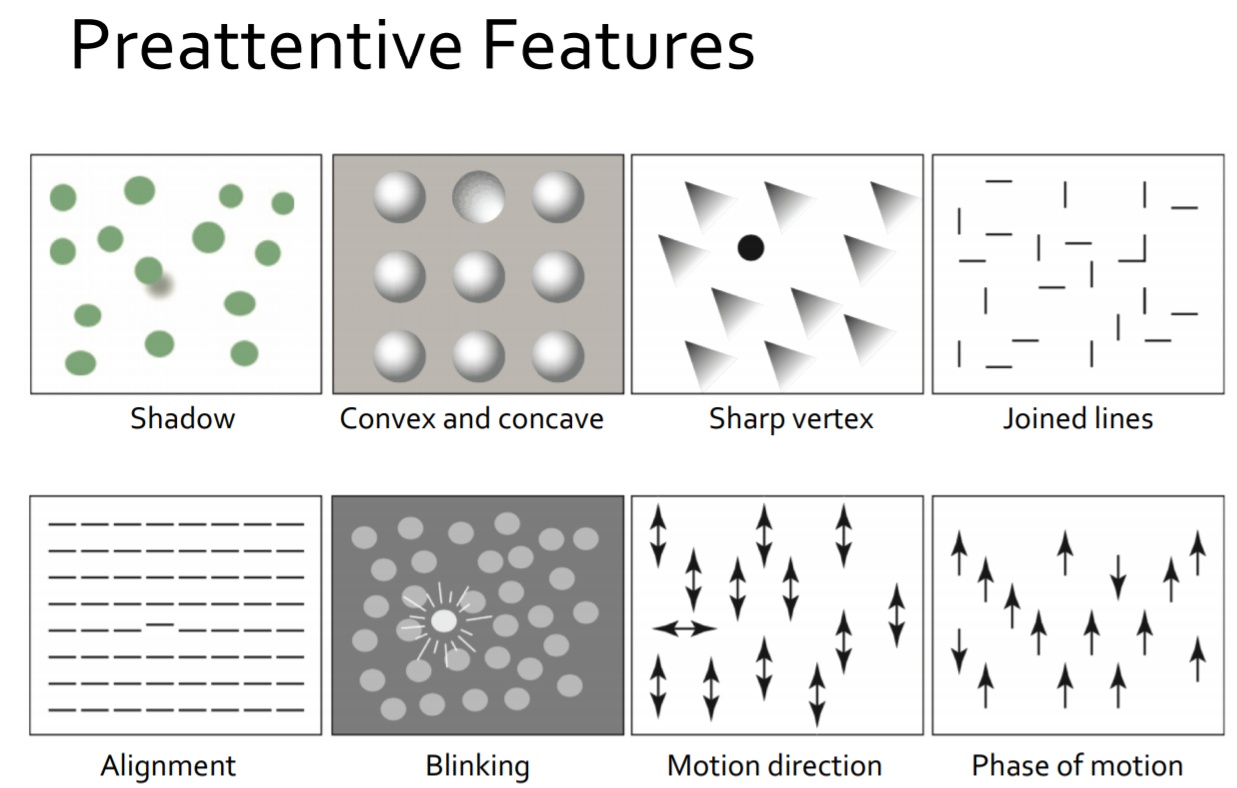 Preattentive Features
Shadow
Convex and concave
Sharp vertex
Joined lines
Alignment
Blinking
Motion direction
Phase of motion